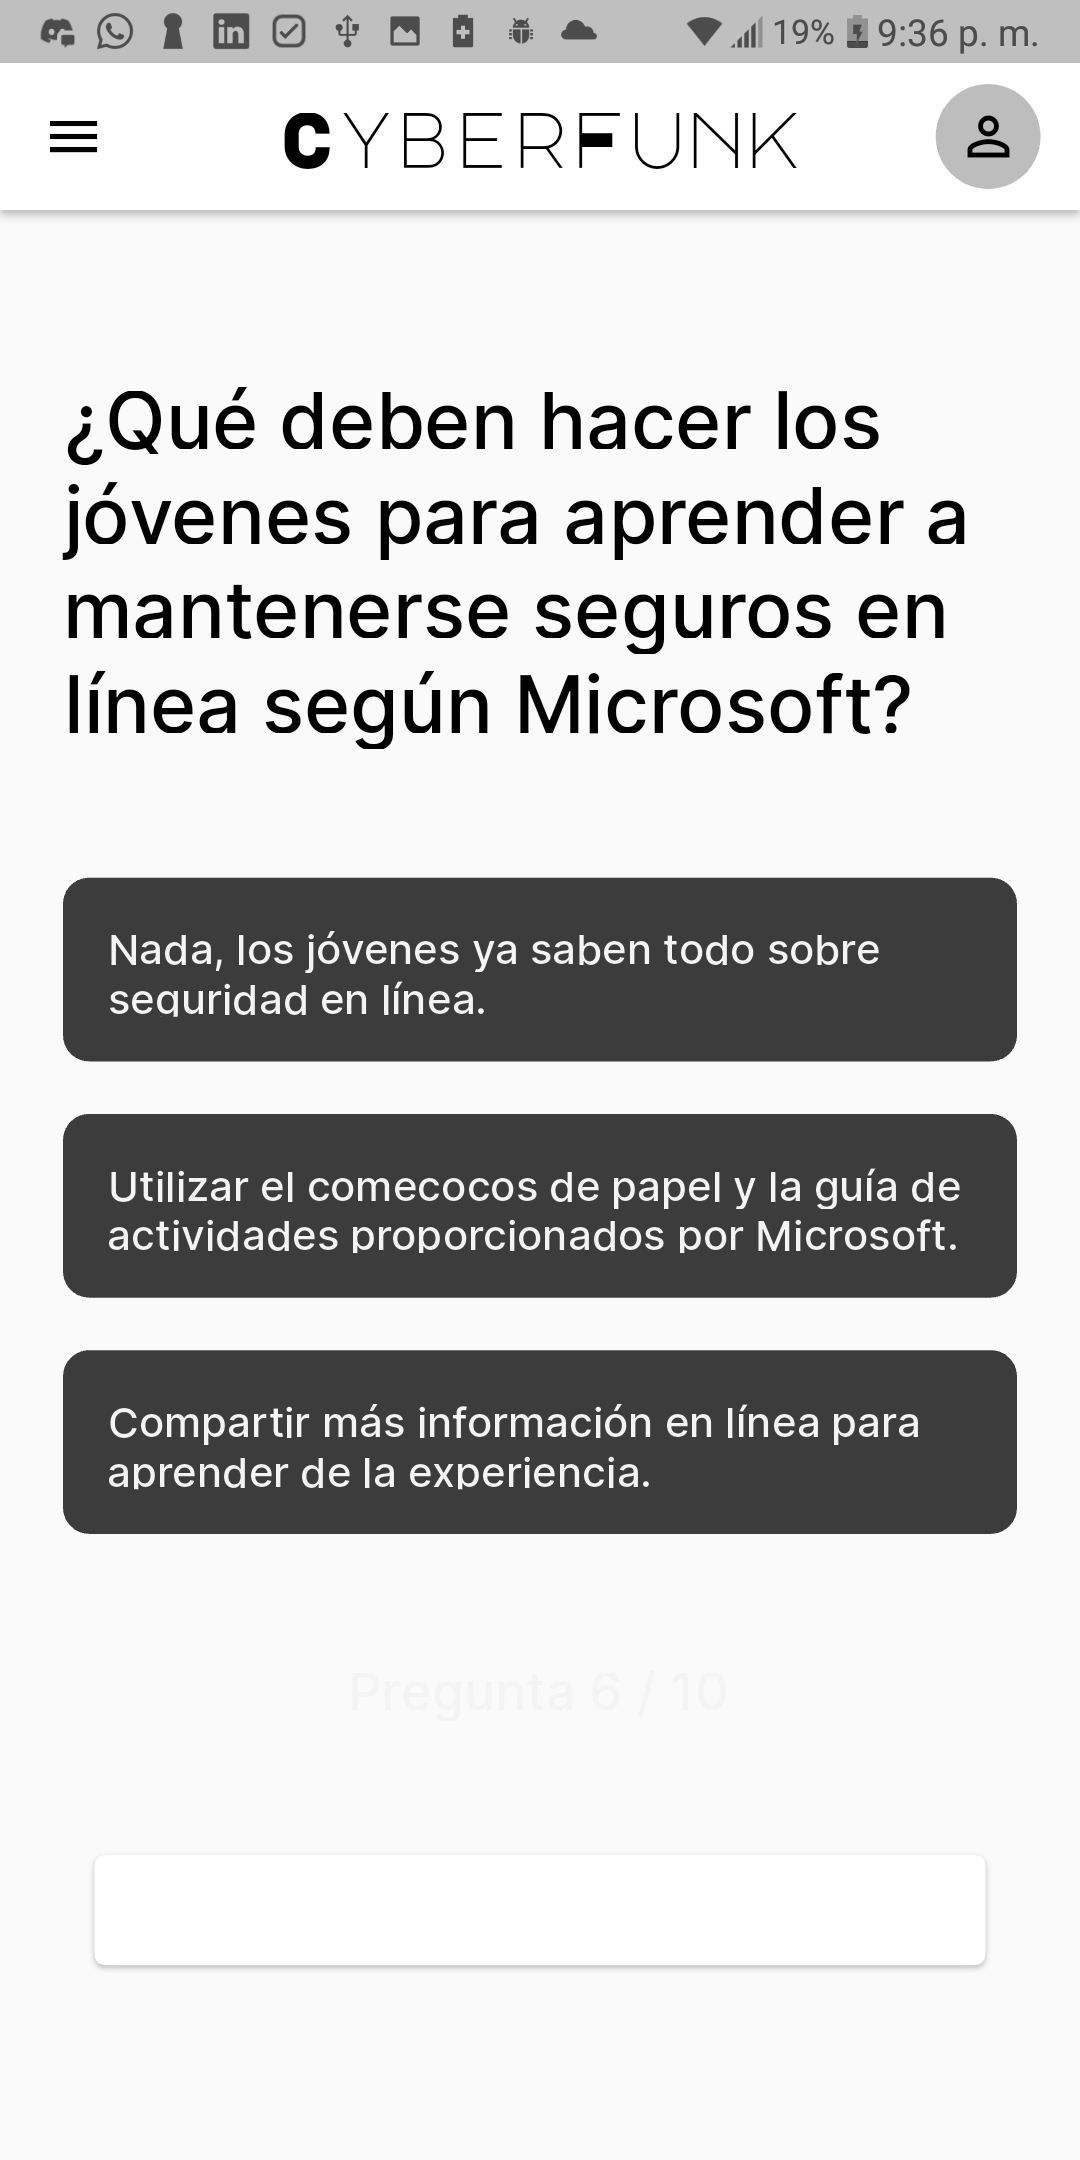 19% 9:36 p. m.
CYBERFUNK
¿Qué deben hacer los
jóvenes para aprender a
mantenerse seguros en
línea según Microsoft?
Nada, los jóvenes ya saben todo sobre
seguridad en línea.
Utilizar el comecocos de papel y la guía de
actividades proporcionados por Microsoft.
Compartir más información en línea para
aprender de la experiencia.
Pregunta 6 / 10